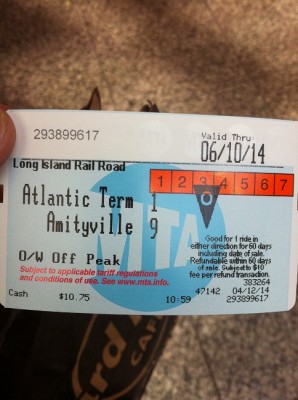 293899617
Valid Thru:
06/10/14
Long Island Rail Road
1 2 3 4 5 6 7
O
Atlantic Term 1
Amityville 9
MTA
Good for 1 ride in
either direction for 60 days
including date of sale.
Refundable within 60 days
of sale. Subject to $10
fee per refund transaction.
O/W Off Peak
Subject to applicable tariff regulations
and conditions of use. See www.mta.info.
383264
47142 04/12/14
Cash $10.75 10:59 293899617
rd
CAF